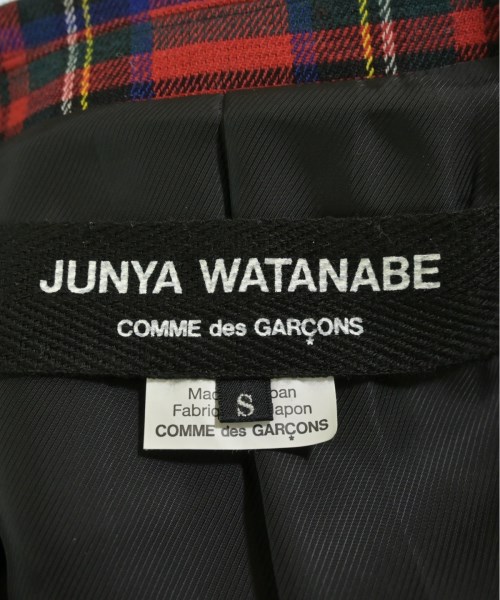 JUNYA WATANABE
COMME des GARÇONS
S
COMME des GARÇONS